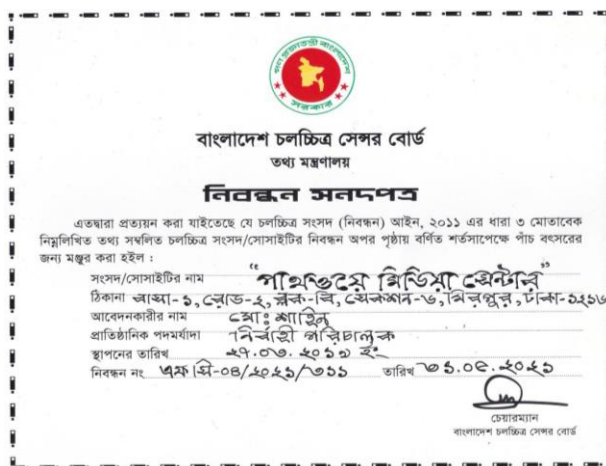 গণপ্রজাতন্ত্রী বাংলাদেশ
সরকার
বাংলাদেশ চলচ্চিত্র সেন্সর বোর্ড
তথ্য মন্ত্রণালয়
নিবন্ধন সনদপত্র
এতদ্বারা প্রত্যয়ন করা যাইতেছে যে চলচ্চিত্র সংসদ (নিবন্ধন) আইন, ২০১১ এর ধারা ৩ মোতাবেক
নিম্নলিখিত তথ্য সম্বলিত চলচ্চিত্র সংসদ/সোসাইটির নিবন্ধন অপর পৃষ্ঠায় বর্ণিত শর্তসাপেক্ষে পাঁচ বৎসরের
জন্য মঞ্জুর করা হইল :
সংসদ/সোসাইটির নাম "পাথওয়ে মিডিয়া সেন্টার"
ঠিকানা বাসা-১, রোড-২, ব্লক-বি, সেকশন-৬, মিরপুর, ঢাকা-১২১৬
আবেদনকারীর নাম মোঃ শাহিন
প্রাতিষ্ঠানিক পদমর্যাদা নির্বাহী পরিচালক
স্থাপনের তারিখ ২৭.০৩. ইং
নিবন্ধন নং এফসি-০৪/২০২১/৩১১ তারিখ ৩১.০৫.২০২১
চেয়ারম্যান
বাংলাদেশ চলচ্চিত্র সেন্সর বোর্ড